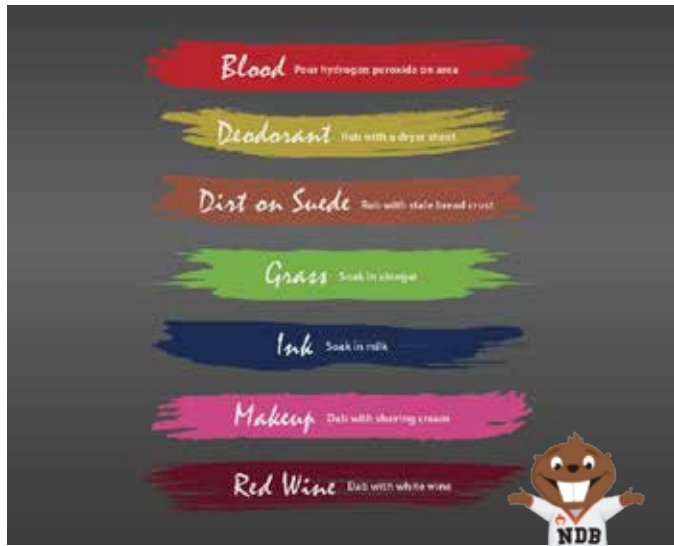 Blood Pour hydrogen peroxide on area
Deodorant Rub with a dryer sheet
Dirt on Suede Rub with stale bread crust
Grass Soak in vinegar
Ink Soak in milk
Makeup Dab with shaving cream
Red Wine Dab with white wine
NDB